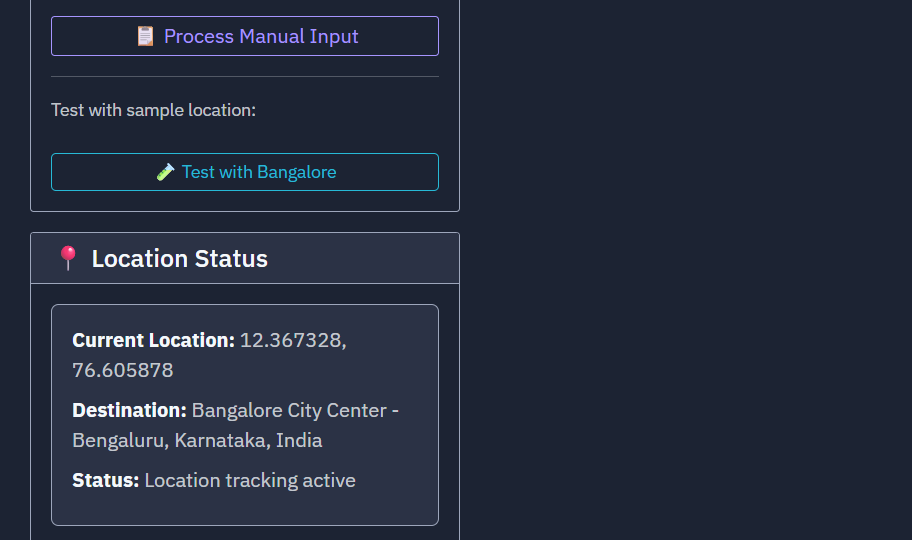 📋 Process Manual Input
Test with sample location:
🧪 Test with Bangalore
📍 Location Status
Current Location: 12.367328,
76.605878
Destination: Bangalore City Center -
Bengaluru, Karnataka, India
Status: Location tracking active